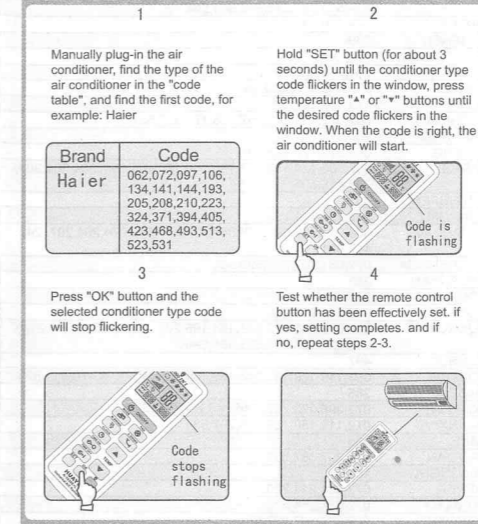 1
Manually plug-in the air
conditioner, find the type of the
air conditioner in the "code
table", and find the first code, for
example: Haier
Brand Code
Haier 062,072,097,106,
134,141,144,193,
205,208,210,223,
324,371,394,405,
423,468,493,513,
523,531
2
Hold "SET" button (for about 3
seconds) until the conditioner type
code flickers in the window, press
temperature "▲" or "▼" buttons until
the desired code flickers in the
window. When the code is right, the
air conditioner will start.
Code is
flashing
3
Press "OK" button and the
selected conditioner type code
will stop flickering.
Code
stops
flashing
4
Test whether the remote control
button has been effectively set. if
yes, setting completes. and if
no, repeat steps 2-3.